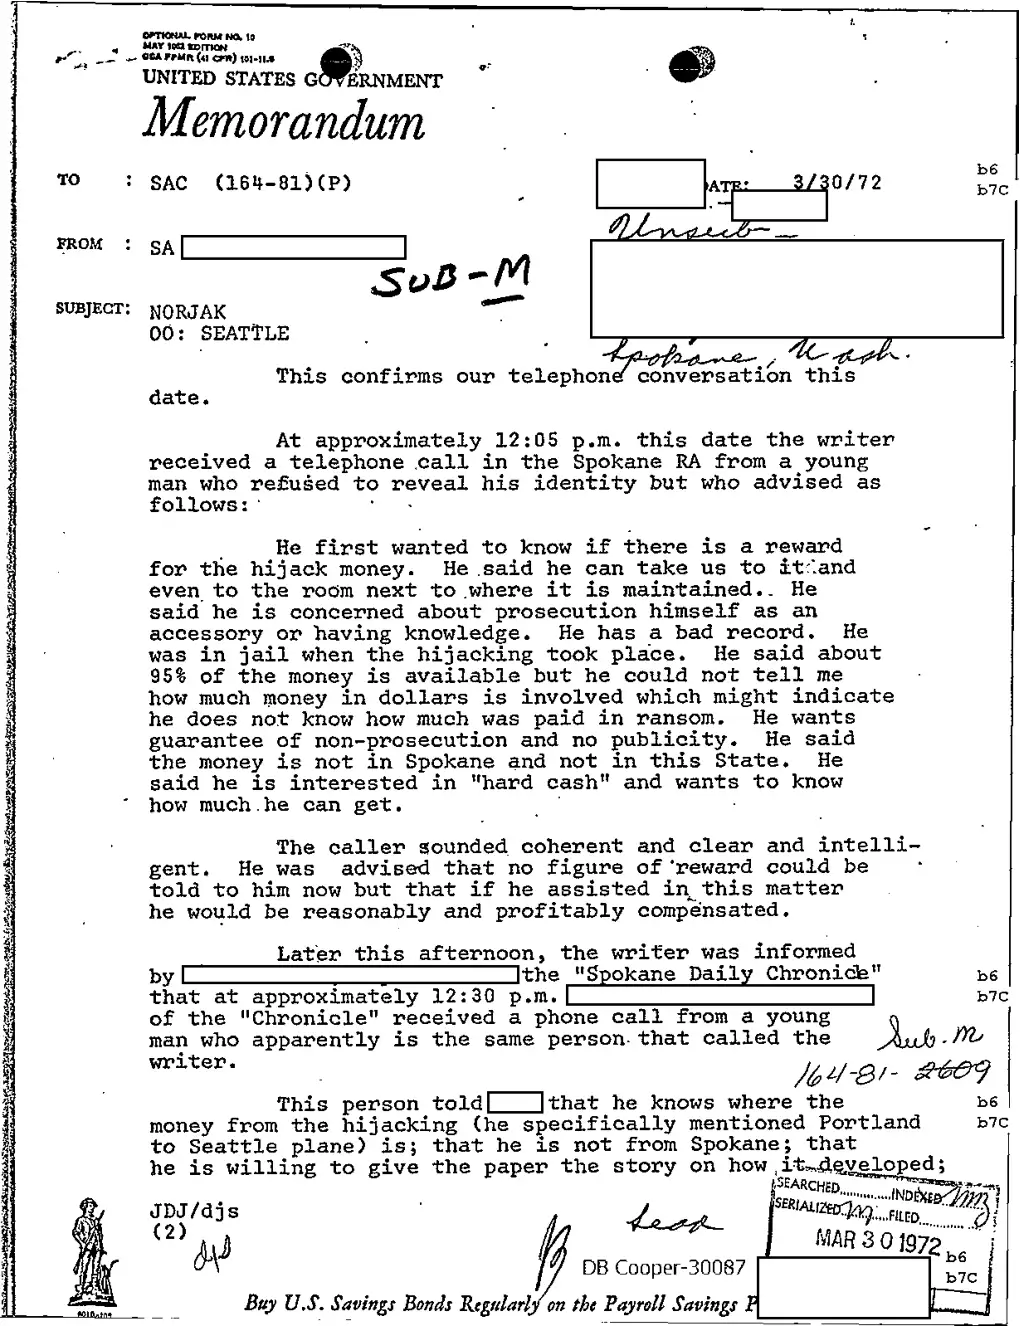 OPTIONAL FORM NO. 10
MAY 1962 EDITION
GSA FPMR (41 CFR) 101-11.6
UNITED STATES GOVERNMENT
Memorandum
TO : SAC (164-81)(P)
DATE: 3/30/72
b6
b7C
Unsub-
FROM : SA
SUB-M
SUBJECT: NORJAK
OO: SEATTLE
Spokane, Wash.
This confirms our telephone conversation this
date.
At approximately 12:05 p.m. this date the writer
received a telephone call in the Spokane RA from a young
man who refused to reveal his identity but who advised as
follows:
He first wanted to know if there is a reward
for the hijack money. He said he can take us to it and
even to the room next to where it is maintained. He
said he is concerned about prosecution himself as an
accessory or having knowledge. He has a bad record. He
was in jail when the hijacking took place. He said about
95% of the money is available but he could not tell me
how much money in dollars is involved which might indicate
he does not know how much was paid in ransom. He wants
guarantee of non-prosecution and no publicity. He said
the money is not in Spokane and not in this State. He
said he is interested in "hard cash" and wants to know
how much he can get.
The caller sounded coherent and clear and intelli-
gent. He was advised that no figure of reward could be
told to him now but that if he assisted in this matter
he would be reasonably and profitably compensated.
Later this afternoon, the writer was informed
by the "Spokane Daily Chronicle"
b6
that at approximately 12:30 p.m.
b7C
of the "Chronicle" received a phone call from a young
man who apparently is the same person that called the
writer.
Sub. M
164-81- 2609
This person told that he knows where the
b6
money from the hijacking (he specifically mentioned Portland
b7C
to Seattle plane) is; that he is not from Spokane; that
he is willing to give the paper the story on how it developed;
SEARCHED INDEXED
SERIALIZED FILED
MAR 30 1972
b6
b7C
JDJ/djs
(2)
djs
Lead
DB Cooper-30087
Buy U.S. Savings Bonds Regularly on the Payroll Savings P